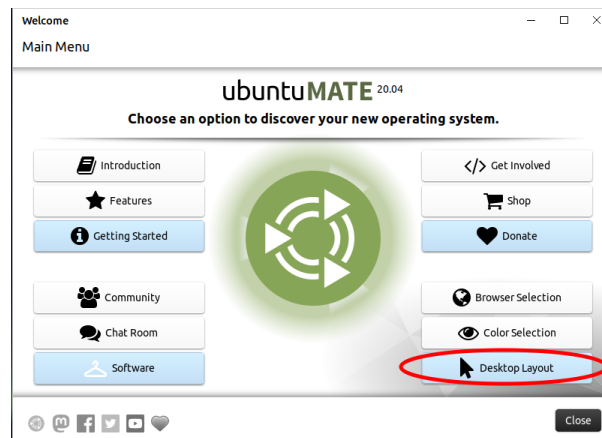 Welcome
Main Menu
ubuntuMATE 20.04
Choose an option to discover your new operating system.
Introduction
Features
Getting Started
Community
Chat Room
Software
Get Involved
Shop
Donate
Browser Selection
Color Selection
Desktop Layout
Close